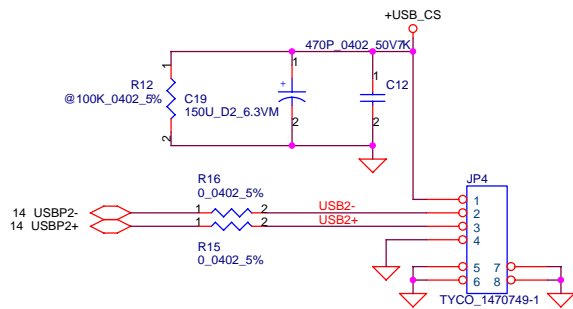 +USB_CS
470P_0402_50V7K
1
1
1
R12
@100K_0402_5%
C19
150U_D2_6.3VM
+
C12
2
2
2
R16
0_0402_5%
JP4
14 USBP2-
1
2
USB2-
1
14 USBP2+
1
2
USB2+
2
3
4
R15
0_0402_5%
5
7
6
8
TYCO_1470749-1